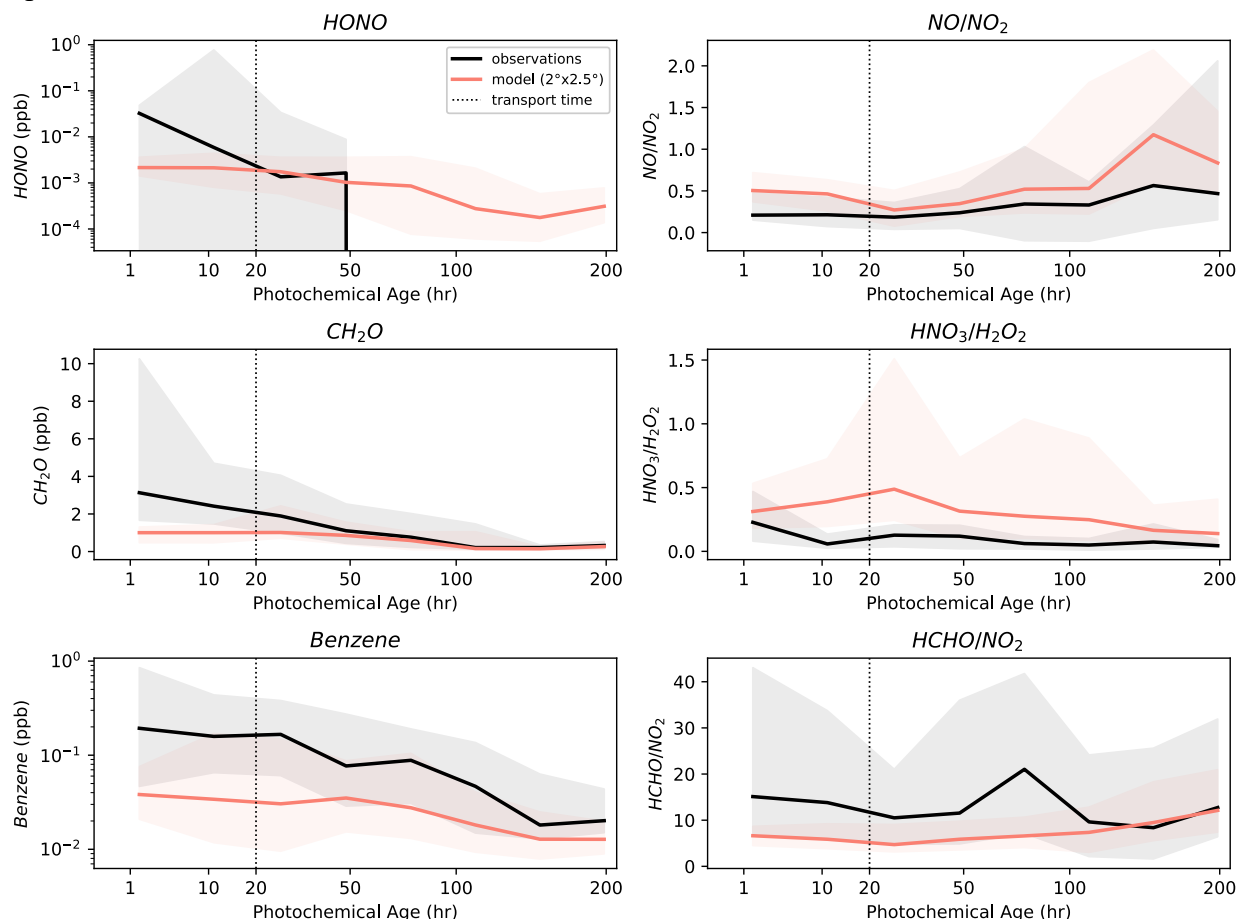 HONO
10⁰
10⁻¹
10⁻²
10⁻³
10⁻⁴
HONO (ppb)
observations
model (2°x2.5°)
transport time
1 10 20 50 100 200
Photochemical Age (hr)
NO/NO₂
2.0
1.5
1.0
0.5
0.0
NO/NO₂
1 10 20 50 100 200
Photochemical Age (hr)
CH₂O
10
8
6
4
2
0
CH₂O (ppb)
1 10 20 50 100 200
Photochemical Age (hr)
HNO₃/H₂O₂
1.5
1.0
0.5
0.0
HNO₃/H₂O₂
1 10 20 50 100 200
Photochemical Age (hr)
Benzene
10⁰
10⁻¹
10⁻²
Benzene (ppb)
1 10 20 50 100 200
Photochemical Age (hr)
HCHO/NO₂
40
30
20
10
0
HCHO/NO₂
1 10 20 50 100 200
Photochemical Age (hr)